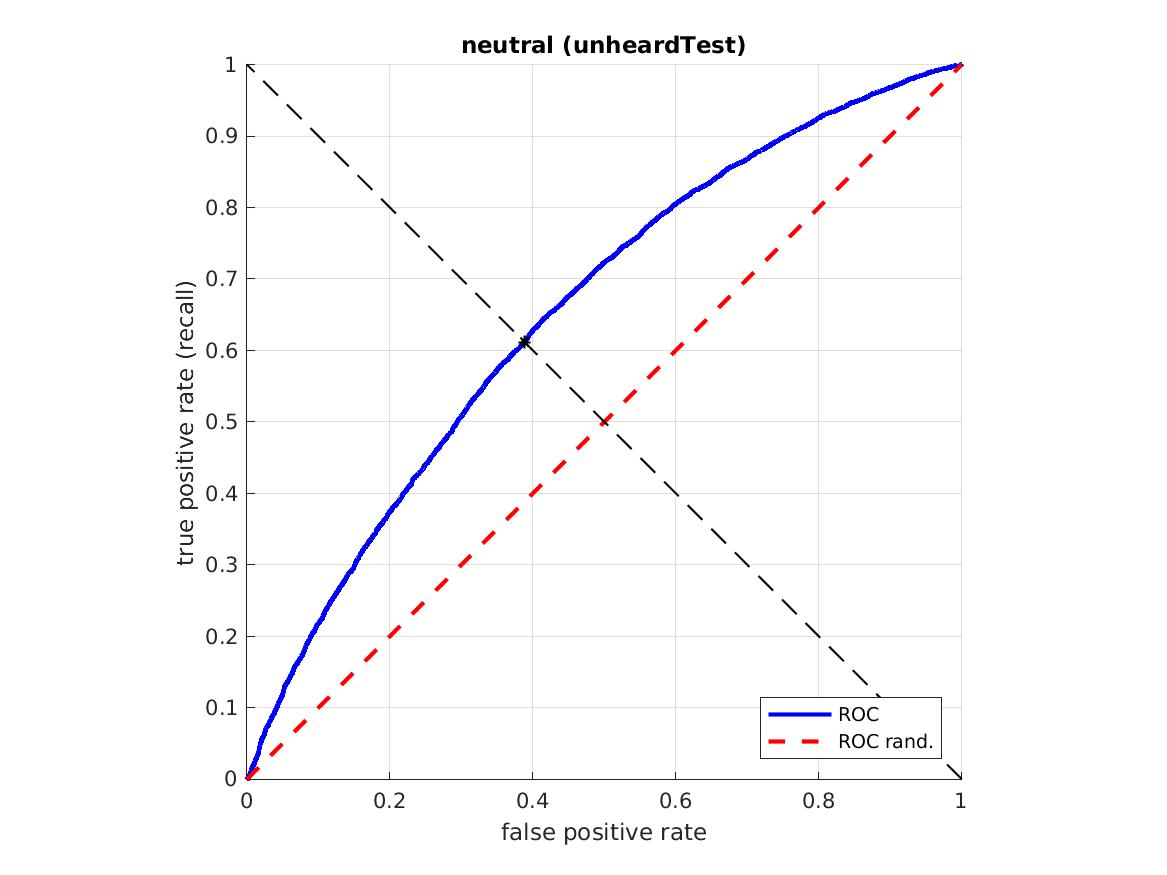 neutral (unheardTest)
true positive rate (recall)
1
0.9
0.8
0.7
0.6
0.5
0.4
0.3
0.2
0.1
0
0 0.2 0.4 0.6 0.8 1
false positive rate
ROC
ROC rand.